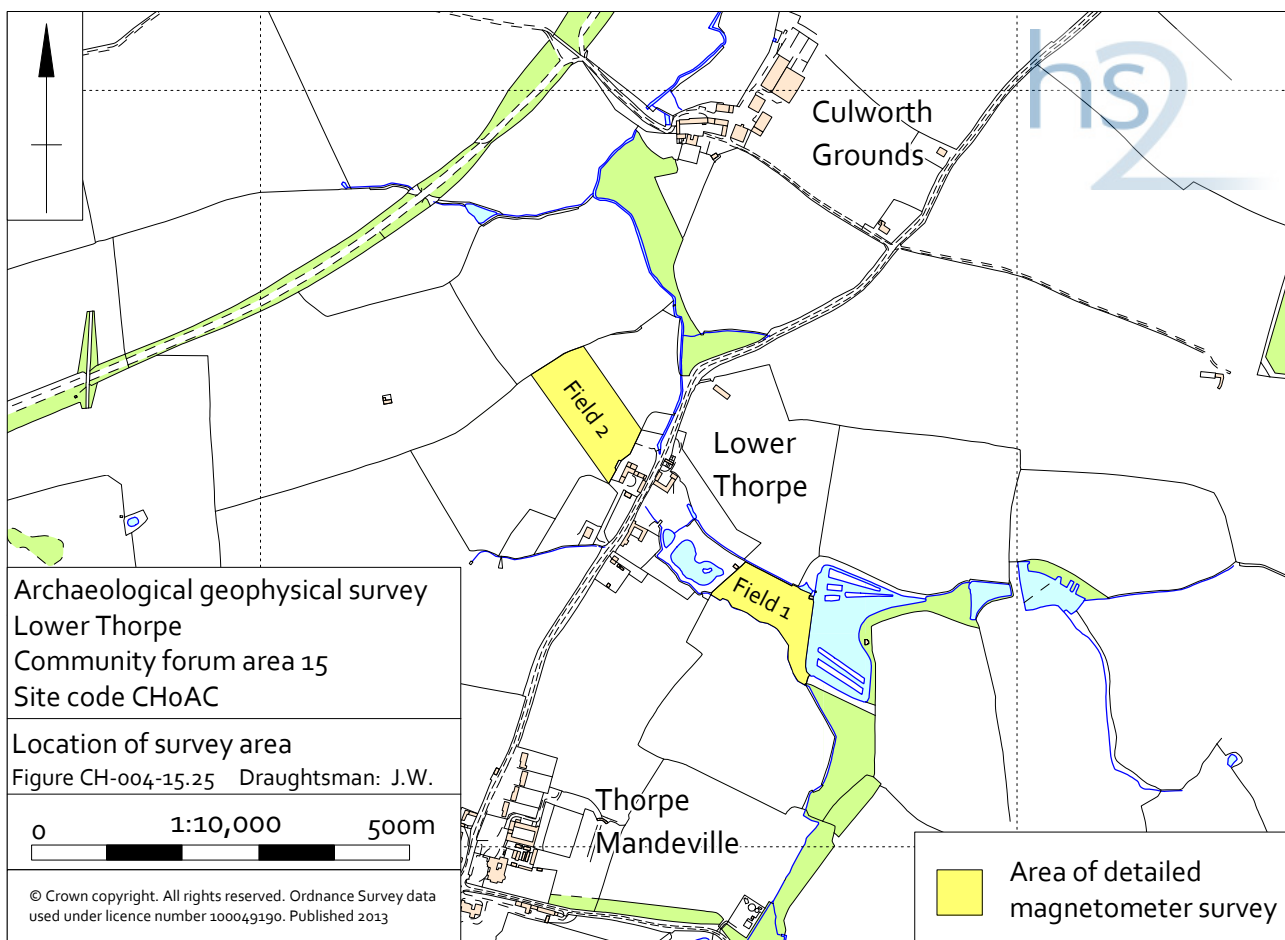 hs2
Culworth
Grounds
Field 2
Lower
Thorpe
Field 1
Archaeological geophysical survey
Lower Thorpe
Community forum area 15
Site code CH0AC
Location of survey area
Figure CH-004-15.25 Draughtsman: J.W.
Thorpe
Mandeville
0 1:10,000 500m
Area of detailed
magnetometer survey
© Crown copyright. All rights reserved. Ordnance Survey data
used under licence number 100049190. Published 2013